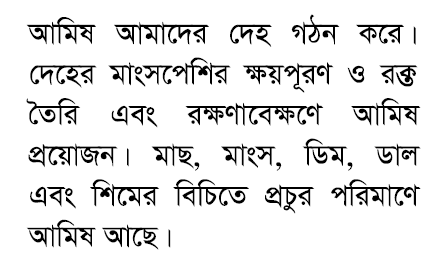 আমিষ আমাদের দেহ গঠন করে।
দেহের মাংসপেশির ক্ষয়পূরণ ও রক্ত
তৈরি এবং রক্ষণাবেক্ষণে আমিষ
প্রয়োজন। মাছ, মাংস, ডিম, ডাল
এবং শিমের বিচিতে প্রচুর পরিমাণে
আমিষ আছে।